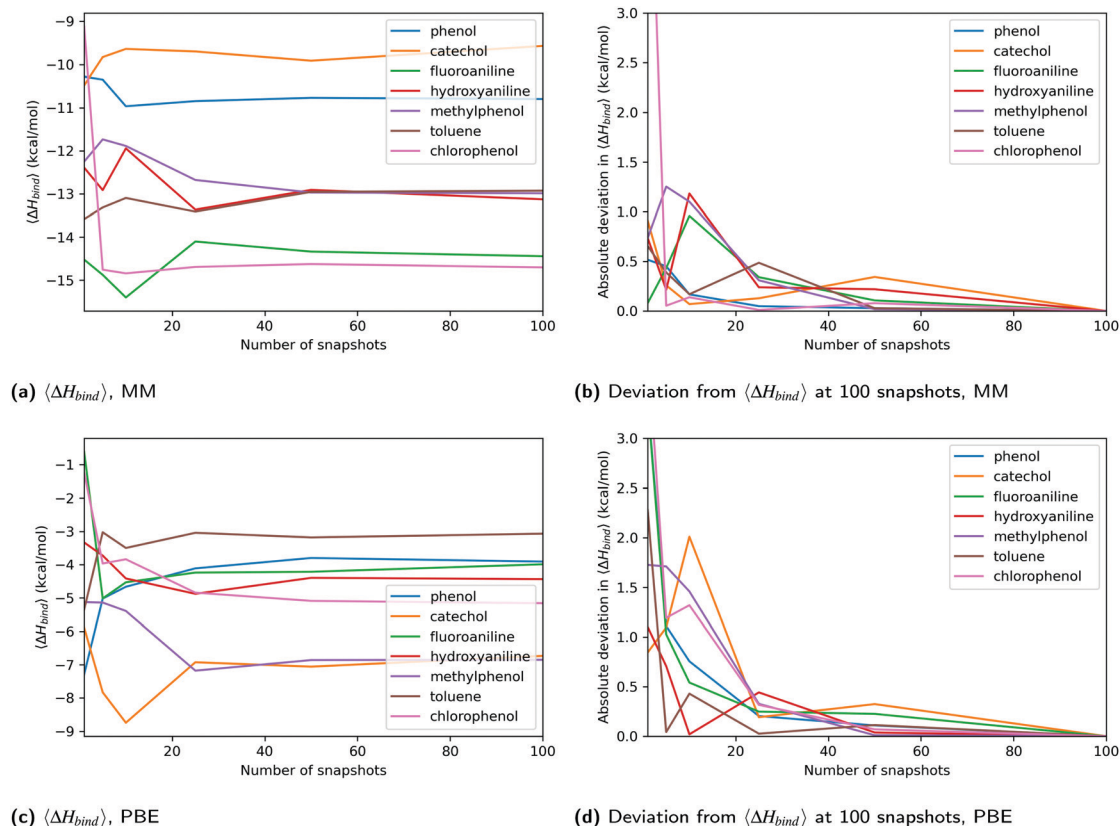 −9
−10
−11
−12
−13
−14
−15
⟨ΔH_bind⟩ (kcal/mol)
20 40 60 80 100
Number of snapshots
phenol
catechol
fluoroaniline
hydroxyaniline
methylphenol
toluene
chlorophenol
(a) ⟨ΔH_bind⟩, MM
3.0
2.5
2.0
1.5
1.0
0.5
0.0
Absolute deviation in ⟨ΔH_bind⟩ (kcal/mol)
20 40 60 80 100
Number of snapshots
phenol
catechol
fluoroaniline
hydroxyaniline
methylphenol
toluene
chlorophenol
(b) Deviation from ⟨ΔH_bind⟩ at 100 snapshots, MM
−1
−2
−3
−4
−5
−6
−7
−8
−9
⟨ΔH_bind⟩ (kcal/mol)
20 40 60 80 100
Number of snapshots
phenol
catechol
fluoroaniline
hydroxyaniline
methylphenol
toluene
chlorophenol
(c) ⟨ΔH_bind⟩, PBE
3.0
2.5
2.0
1.5
1.0
0.5
0.0
Absolute deviation in ⟨ΔH_bind⟩ (kcal/mol)
20 40 60 80 100
Number of snapshots
phenol
catechol
fluoroaniline
hydroxyaniline
methylphenol
toluene
chlorophenol
(d) Deviation from ⟨ΔH_bind⟩ at 100 snapshots, PBE